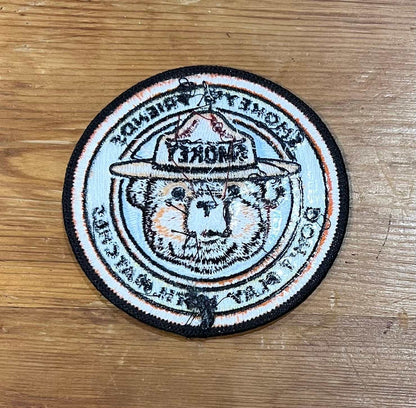 SMOKEY'S FRIENDS
SMOKEY
DON'T PLAY WITH MATCHES